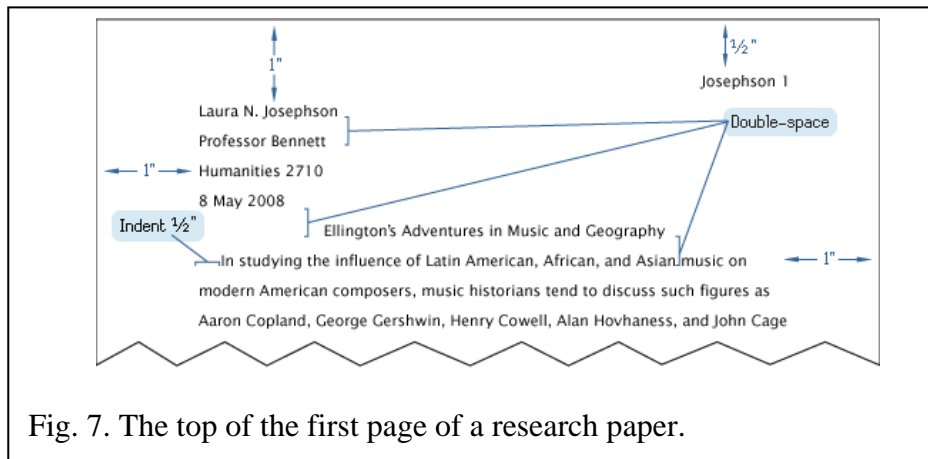 1"
½"
Josephson 1
Laura N. Josephson
Double-space
Professor Bennett
1"
Humanities 2710
8 May 2008
Indent ½"
Ellington's Adventures in Music and Geography
In studying the influence of Latin American, African, and Asian music on
1"
modern American composers, music historians tend to discuss such figures as
Aaron Copland, George Gershwin, Henry Cowell, Alan Hovhaness, and John Cage
Fig. 7. The top of the first page of a research paper.